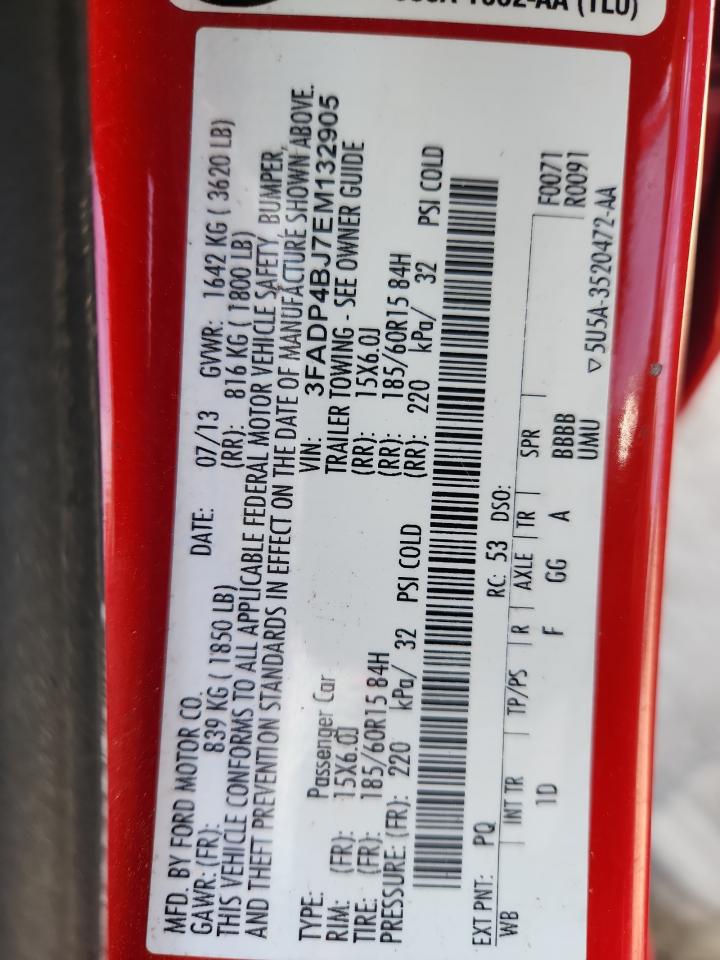 1002-AA (TLU)
MFD. BY FORD MOTOR CO. DATE: 07/13 GVWR: 1642 KG ( 3620 LB)
GAWR: (FR): 839 KG ( 1850 LB) (RR): 816 KG ( 1800 LB)
THIS VEHICLE CONFORMS TO ALL APPLICABLE FEDERAL MOTOR VEHICLE SAFETY, BUMPER,
AND THEFT PREVENTION STANDARDS IN EFFECT ON THE DATE OF MANUFACTURE SHOWN ABOVE.
VIN: 3FADP4BJ7EM132905
TYPE: Passenger Car TRAILER TOWING - SEE OWNER GUIDE
RIM: (FR): 15X6.0J (RR): 15X6.0J
TIRE: (FR): 185/60R15 84H (RR): 185/60R15 84H
PRESSURE: (FR): 220 kPa/ 32 PSI COLD (RR): 220 kPa/ 32 PSI COLD
EXT PNT: PQ RC: 53 DSO: F0071
WB INT TR TP/PS R AXLE TR SPR R0091
1D F GG A BBBB
UMU ▽5U5A-3520472-AA